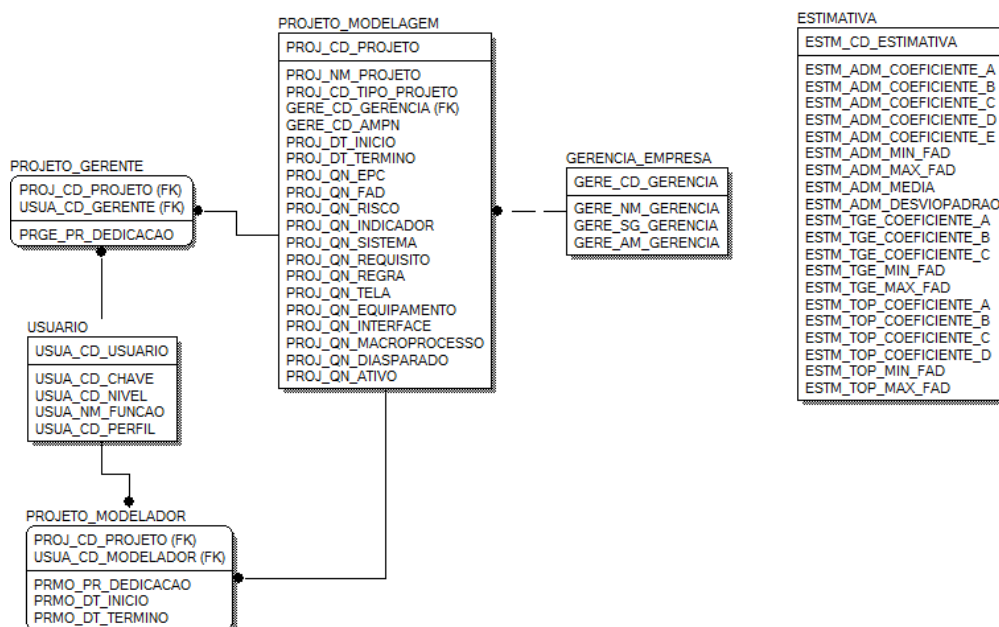 PROJETO_MODELAGEM
PROJ_CD_PROJETO
PROJ_NM_PROJETO
PROJ_CD_TIPO_PROJETO
GERE_CD_GERENCIA (FK)
GERE_CD_AMPN
PROJ_DT_INICIO
PROJ_DT_TERMINO
PROJ_QN_EPC
PROJ_QN_FAD
PROJ_QN_RISCO
PROJ_QN_INDICADOR
PROJ_QN_SISTEMA
PROJ_QN_REQUISITO
PROJ_QN_REGRA
PROJ_QN_TELA
PROJ_QN_EQUIPAMENTO
PROJ_QN_INTERFACE
PROJ_QN_MACROPROCESSO
PROJ_QN_DIASPARADO
PROJ_QN_ATIVO
ESTIMATIVA
ESTM_CD_ESTIMATIVA
ESTM_ADM_COEFICIENTE_A
ESTM_ADM_COEFICIENTE_B
ESTM_ADM_COEFICIENTE_C
ESTM_ADM_COEFICIENTE_D
ESTM_ADM_COEFICIENTE_E
ESTM_ADM_MIN_FAD
ESTM_ADM_MAX_FAD
ESTM_ADM_MEDIA
ESTM_ADM_DESVIOPADRAO
ESTM_TGE_COEFICIENTE_A
ESTM_TGE_COEFICIENTE_B
ESTM_TGE_COEFICIENTE_C
ESTM_TGE_MIN_FAD
ESTM_TGE_MAX_FAD
ESTM_TOP_COEFICIENTE_A
ESTM_TOP_COEFICIENTE_B
ESTM_TOP_COEFICIENTE_C
ESTM_TOP_COEFICIENTE_D
ESTM_TOP_MIN_FAD
ESTM_TOP_MAX_FAD
PROJETO_GERENTE
PROJ_CD_PROJETO (FK)
USUA_CD_GERENTE (FK)
PRGE_PR_DEDICACAO
GERENCIA_EMPRESA
GERE_CD_GERENCIA
GERE_NM_GERENCIA
GERE_SG_GERENCIA
GERE_AM_GERENCIA
USUARIO
USUA_CD_USUARIO
USUA_CD_CHAVE
USUA_CD_NIVEL
USUA_NM_FUNCAO
USUA_CD_PERFIL
PROJETO_MODELADOR
PROJ_CD_PROJETO (FK)
USUA_CD_MODELADOR (FK)
PRMO_PR_DEDICACAO
PRMO_DT_INICIO
PRMO_DT_TERMINO